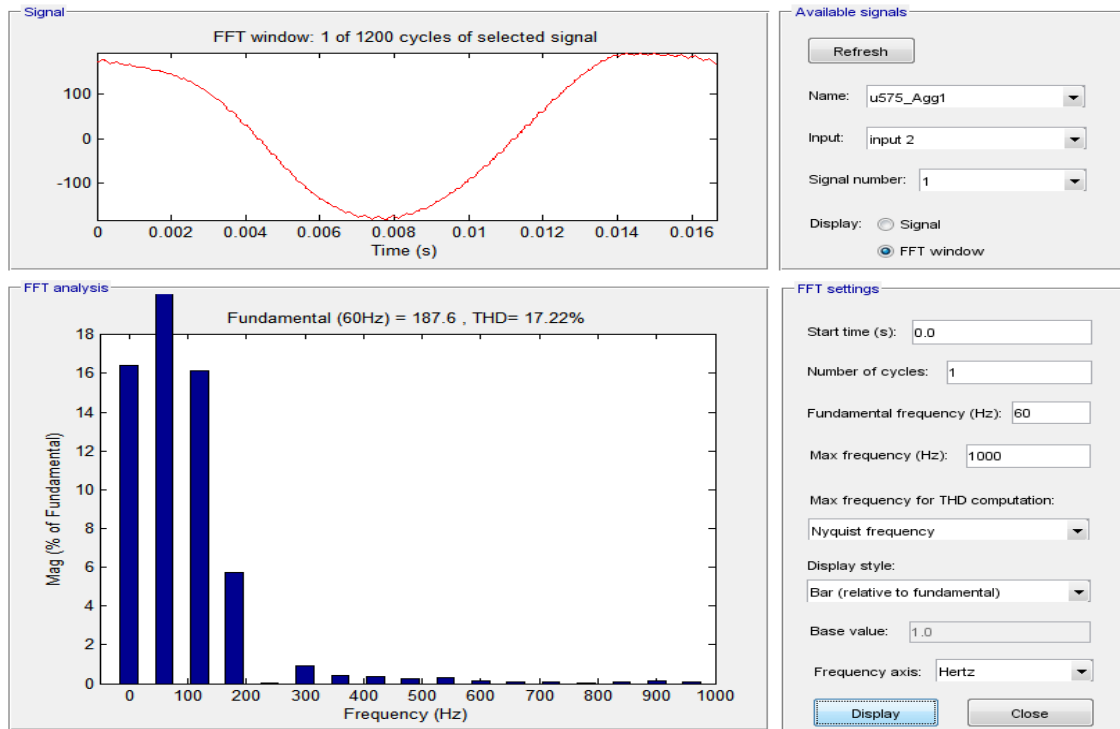 Signal
FFT window: 1 of 1200 cycles of selected signal
100
0
-100
0 0.002 0.004 0.006 0.008 0.01 0.012 0.014 0.016
Time (s)
FFT analysis
Fundamental (60Hz) = 187.6 , THD= 17.22%
Mag (% of Fundamental)
18
16
14
12
10
8
6
4
2
0
0 100 200 300 400 500 600 700 800 900 1000
Frequency (Hz)
Available signals
Refresh
Name: u575_Agg1
Input: input 2
Signal number: 1
Display: Signal
FFT window
FFT settings
Start time (s): 0.0
Number of cycles: 1
Fundamental frequency (Hz): 60
Max frequency (Hz): 1000
Max frequency for THD computation:
Nyquist frequency
Display style:
Bar (relative to fundamental)
Base value: 1.0
Frequency axis: Hertz
Display Close